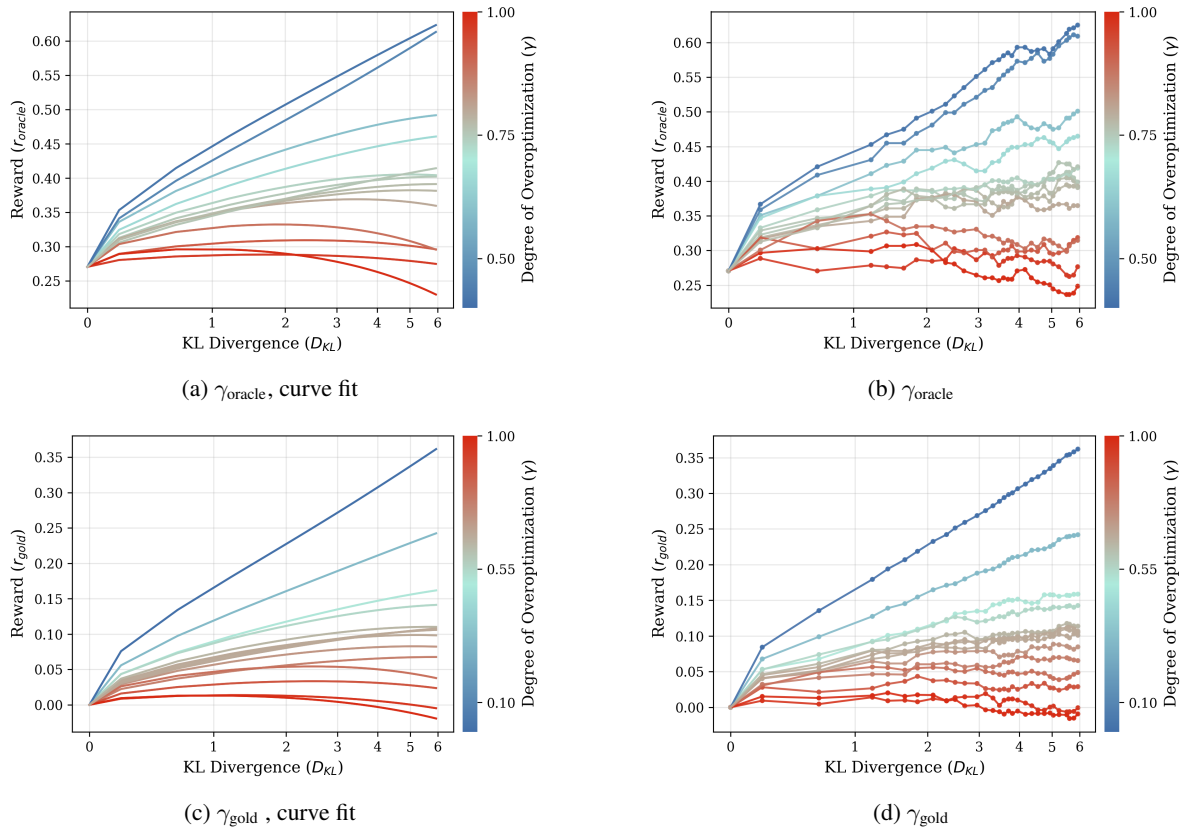 0.60
0.55
0.50
0.45
0.40
0.35
0.30
0.25
Reward (r_oracle)
0 1 2 3 4 5 6
KL Divergence (D_KL)
1.00
0.75
0.50
Degree of Overoptimization (γ)
(a) γ_oracle, curve fit
0.60
0.55
0.50
0.45
0.40
0.35
0.30
0.25
Reward (r_oracle)
0 1 2 3 4 5 6
KL Divergence (D_KL)
1.00
0.75
0.50
Degree of Overoptimization (γ)
(b) γ_oracle
0.35
0.30
0.25
0.20
0.15
0.10
0.05
0.00
Reward (r_gold)
0 1 2 3 4 5 6
KL Divergence (D_KL)
1.00
0.55
0.10
Degree of Overoptimization (γ)
(c) γ_gold , curve fit
0.35
0.30
0.25
0.20
0.15
0.10
0.05
0.00
Reward (r_gold)
0 1 2 3 4 5 6
KL Divergence (D_KL)
1.00
0.55
0.10
Degree of Overoptimization (γ)
(d) γ_gold